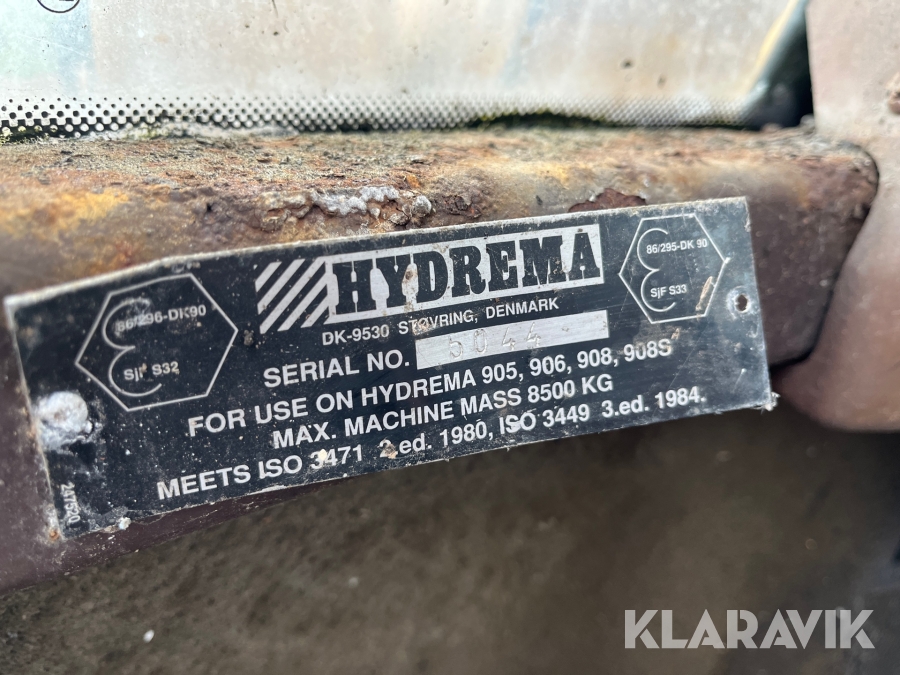 HYDREMA
DK-9530 STØVRING, DENMARK
SERIAL NO. 5044
FOR USE ON HYDREMA 905, 906, 908, 908S
MAX. MACHINE MASS 8500 KG
MEETS ISO 3471 2.ed. 1980, ISO 3449 3.ed. 1984.
86/296-DK90
SjF S32
86/295-DK 90
SjF S33
247520
KLARAVIK